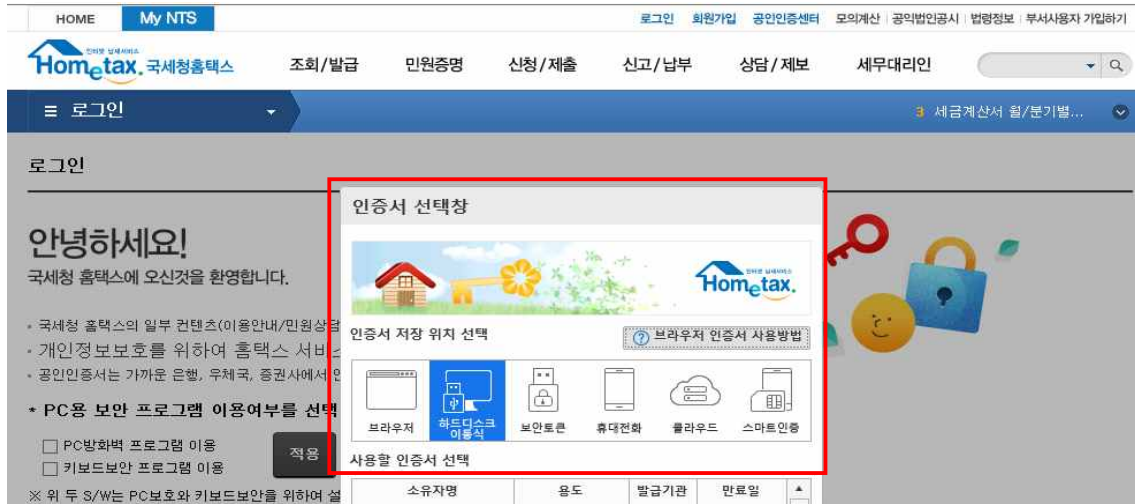 HOME My NTS 로그인 회원가입 공인인증센터 모의계산 공익법인공시 법령정보 부서사용자 가입하기
인터넷 납세서비스
Hometax. 국세청홈택스 조회/발급 민원증명 신청/제출 신고/납부 상담/제보 세무대리인
로그인 3 세금계산서 월/분기별...
로그인
인증서 선택창
안녕하세요!
국세청 홈택스에 오신것을 환영합니다.
Hometax.
국세청 홈택스의 일부 컨텐츠(이용안내/민원상담
인증서 저장 위치 선택 브라우저 인증서 사용방법
개인정보보호를 위하여 홈택스 서비스
공인인증서는 가까운 은행, 우체국, 증권사에서
* PC용 보안 프로그램 이용여부를 선택
브라우저 하드디스크 이동식 보안토큰 휴대전화 클라우드 스마트인증
PC방화벽 프로그램 이용
키보드보안 프로그램 이용
적용
사용할 인증서 선택
※ 위 두 S/W는 PC보호와 키보드보안을 위하여 설
소유자명 용도 발급기관 만료일